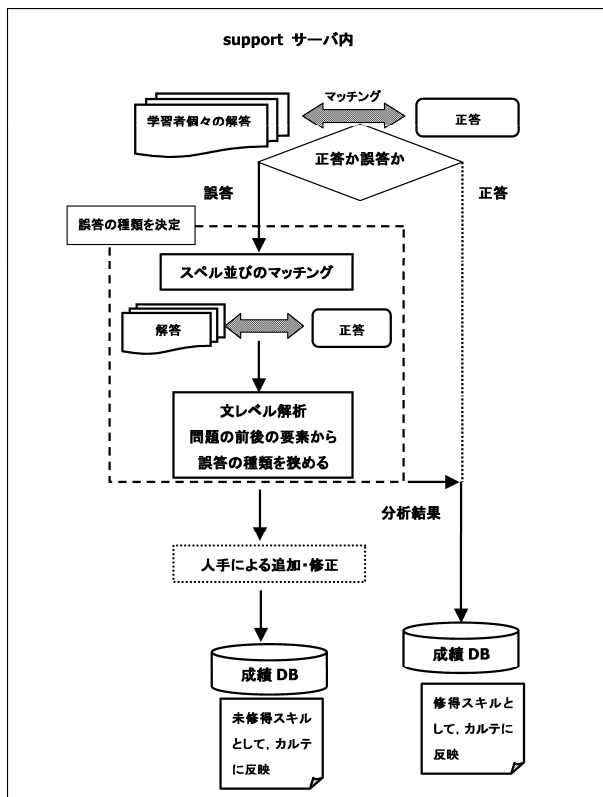 support サーバ内
マッチング
学習者個々の解答
正答
正答か誤答か
誤答
正答
誤答の種類を決定
スペル並びのマッチング
解答
正答
文レベル解析
問題の前後の要素から
誤答の種類を狭める
分析結果
人手による追加・修正
成績 DB
成績 DB
未修得スキル
として，カルテ
に反映
修得スキルと
して，カルテに
反映